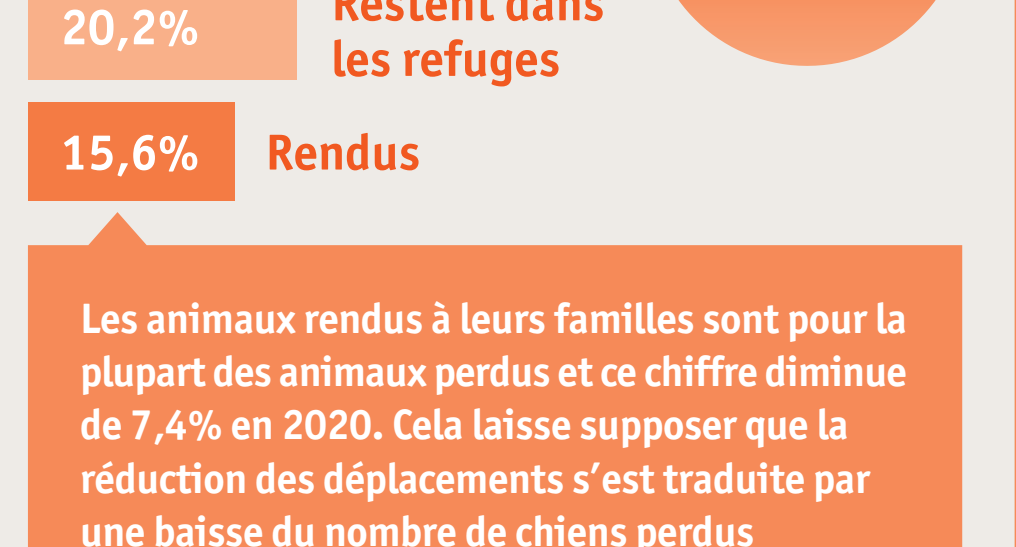 20,2%
Restent dans
les refuges
15,6%
Rendus
Les animaux rendus à leurs familles sont pour la
plupart des animaux perdus et ce chiffre diminue
de 7,4% en 2020. Cela laisse supposer que la
réduction des déplacements s’est traduite par
une baisse du nombre de chiens perdus